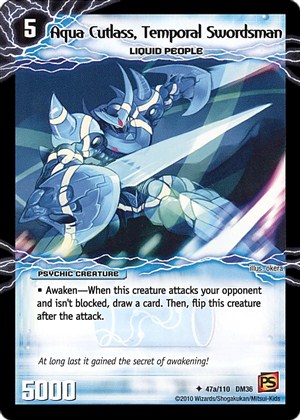 5
Aqua Cutlass, Temporal Swordsman
LIQUID PEOPLE
illus. okera
PSYCHIC CREATURE
▪ Awaken—When this creature attacks your opponent
and isn't blocked, draw a card. Then, flip this creature
after the attack.
At long last it gained the secret of awakening!
5000
✦ 47a/110 DM36
©2010 Wizards/Shogakukan/Mitsui-Kids
PS